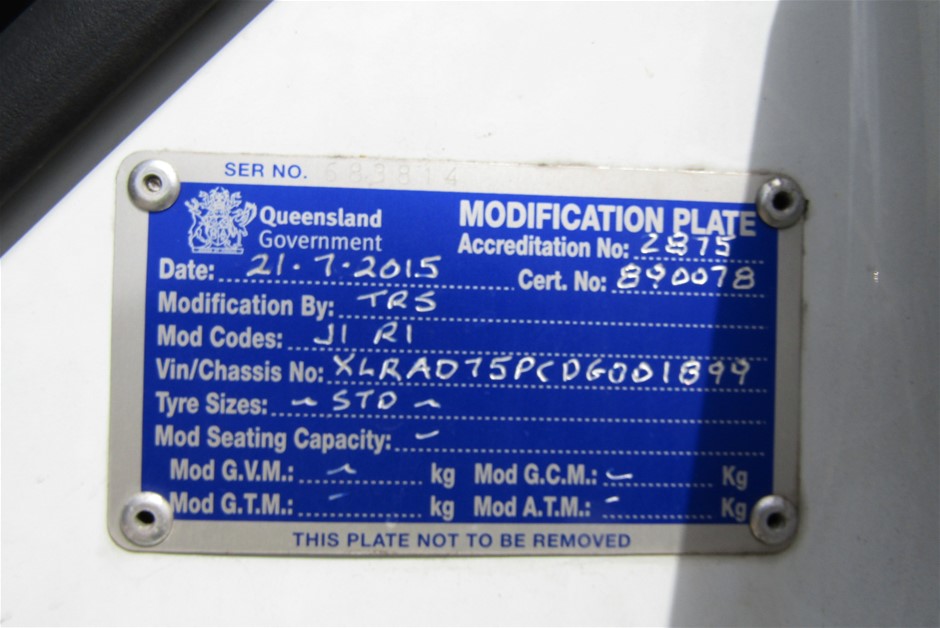 SER NO. 683814
Queensland Government
MODIFICATION PLATE
Accreditation No: 2875
Date: 21.7.2015 Cert. No: 890078
Modification By: TRS
Mod Codes: J1 R1
Vin/Chassis No: XLRAD75PCDG001899
Tyre Sizes: ~ STD ~
Mod Seating Capacity: -
Mod G.V.M.: - kg Mod G.C.M.: - Kg
Mod G.T.M.: - kg Mod A.T.M.: - Kg
THIS PLATE NOT TO BE REMOVED